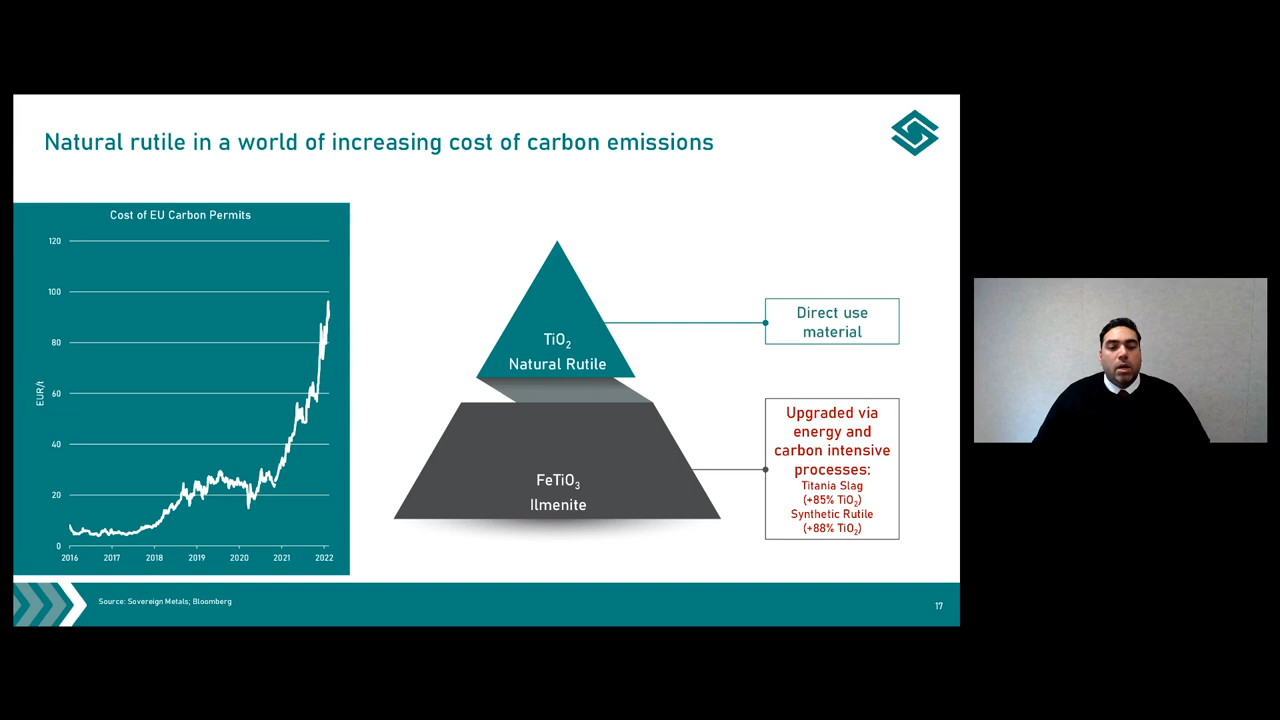 Natural rutile in a world of increasing cost of carbon emissions
Cost of EU Carbon Permits
120
100
80
60
40
20
0
EUR/t
2016 2017 2018 2019 2020 2021 2022
TiO₂
Natural Rutile
FeTiO₃
Ilmenite
Direct use
material
Upgraded via
energy and
carbon intensive
processes:
Titania Slag
(+85% TiO₂)
Synthetic Rutile
(+88% TiO₂)
Source: Sovereign Metals; Bloomberg
17